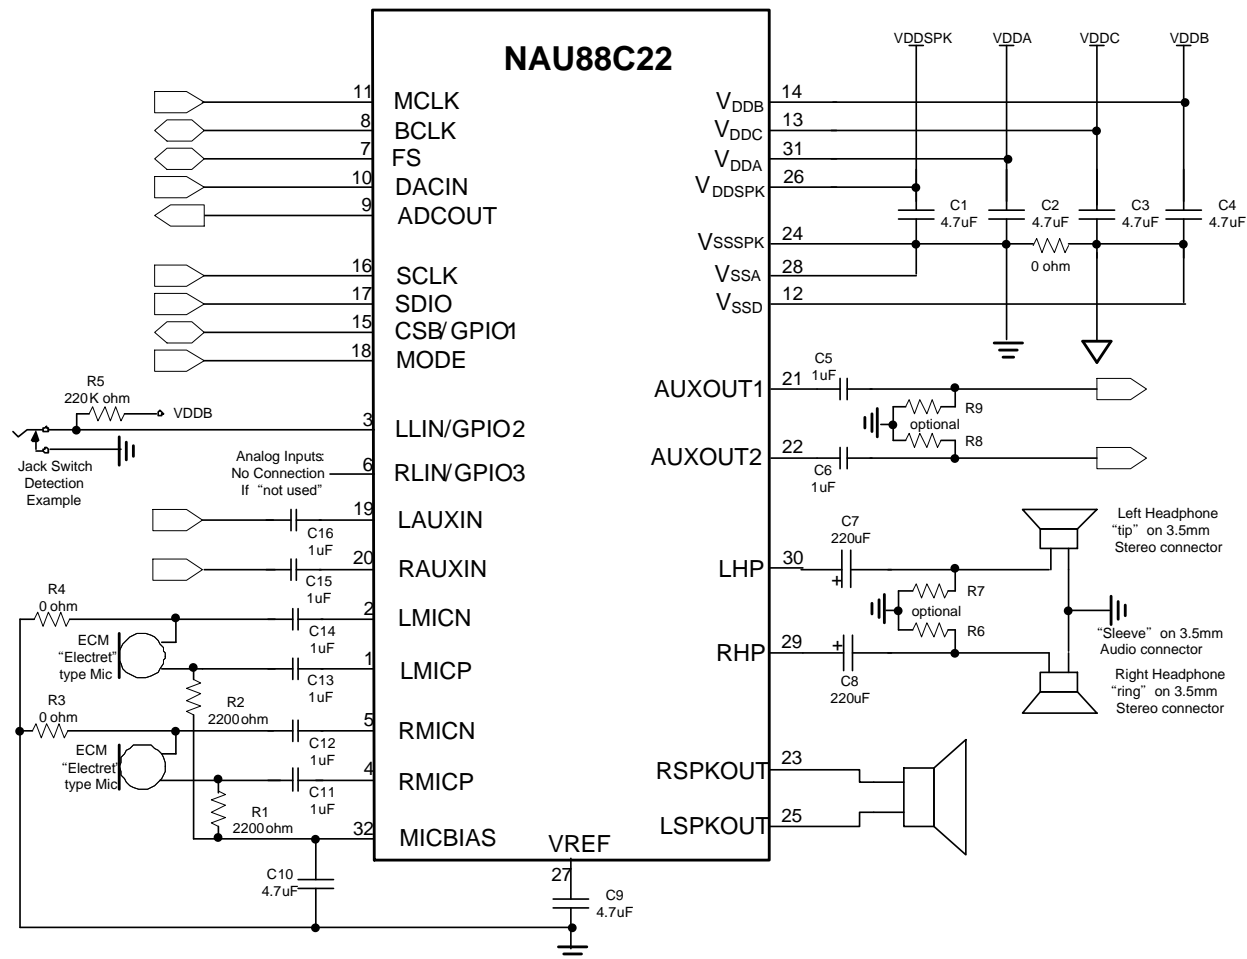 NAU88C22
VDDSPK
VDDA
VDDC
VDDB
11
MCLK
8
BCLK
7
FS
10
DACIN
9
ADCOUT
16
SCLK
17
SDIO
15
CSB/GPIO1
18
MODE
R5
220K ohm
VDDB
3
LLIN/GPIO2
Jack Switch
Detection
Example
Analog Inputs:
No Connection
If “not used”
6
RLIN/GPIO3
19
LAUXIN
C16
1uF
20
RAUXIN
C15
1uF
R4
0 ohm
2
LMICN
C14
1uF
ECM
“Electret”
type Mic
1
LMICP
C13
1uF
R3
0 ohm
R2
2200 ohm
5
RMICN
C12
1uF
ECM
“Electret”
type Mic
4
RMICP
C11
1uF
R1
2200 ohm
32
MICBIAS
C10
4.7uF
VREF
27
C9
4.7uF
VDDB
14
VDDC
13
VDDA
31
VDDSPK
26
C1
4.7uF
C2
4.7uF
C3
4.7uF
C4
4.7uF
VSSSPK
24
0 ohm
VSSA
28
VSSD
12
AUXOUT1
21
C5
1uF
R9
optional
R8
AUXOUT2
22
C6
1uF
LHP
30
C7
220uF
+
R7
optional
R6
RHP
29
+
C8
220uF
Left Headphone
“tip” on 3.5mm
Stereo connector
“Sleeve” on 3.5mm
Audio connector
Right Headphone
“ring” on 3.5mm
Stereo connector
RSPKOUT
23
LSPKOUT
25